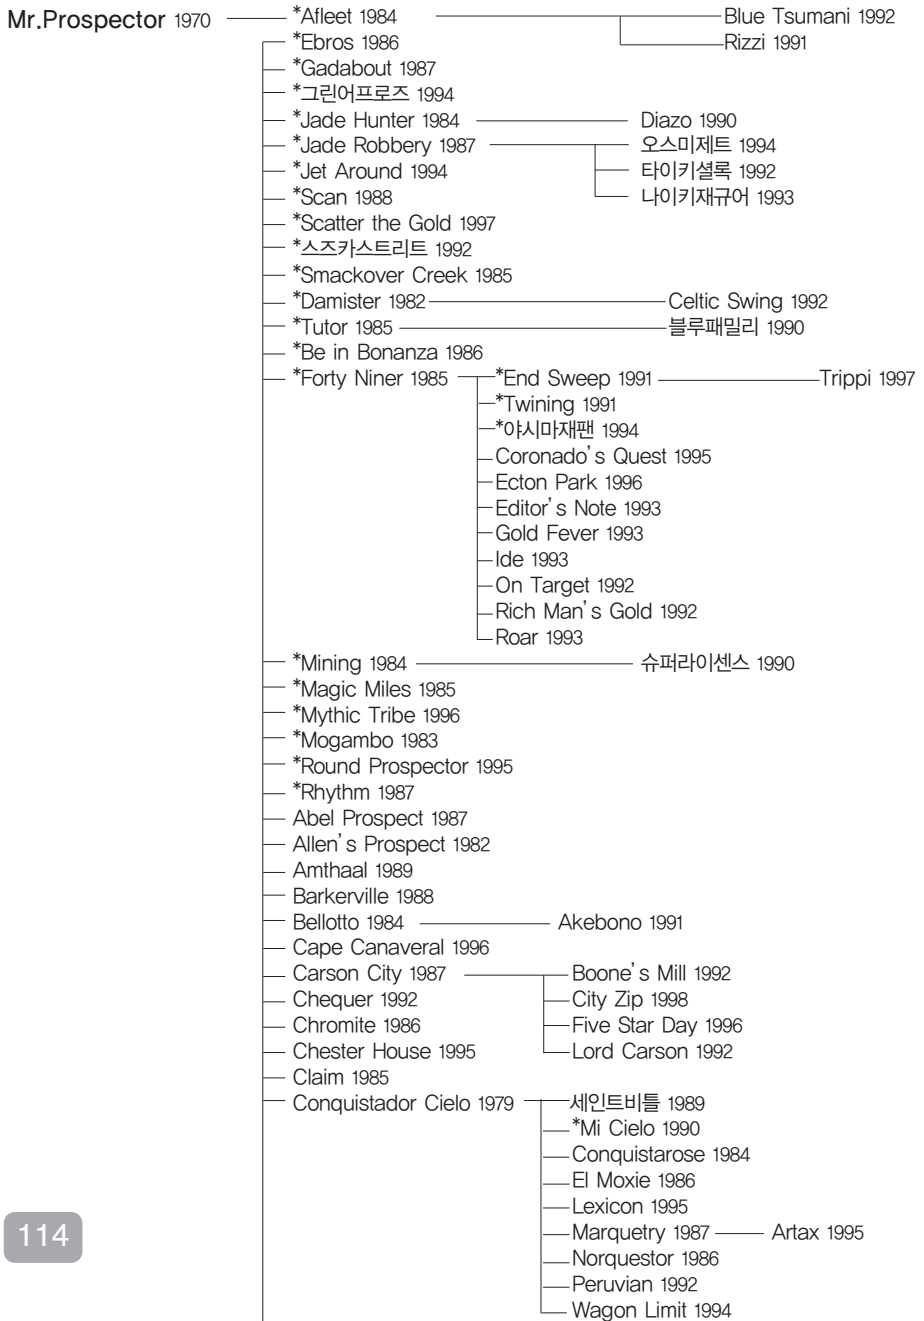 Mr.Prospector 1970 *Afleet 1984 Blue Tsumani 1992
*Ebros 1986 Rizzi 1991
*Gadabout 1987
*그린어프로즈 1994
*Jade Hunter 1984 Diazo 1990
*Jade Robbery 1987 오스미제트 1994
*Jet Around 1994 타이키셜록 1992
*Scan 1988 나이키재규어 1993
*Scatter the Gold 1997
*스즈카스트리트 1992
*Smackover Creek 1985
*Damister 1982 Celtic Swing 1992
*Tutor 1985 블루패밀리 1990
*Be in Bonanza 1986
*Forty Niner 1985 *End Sweep 1991 Trippi 1997
*Twining 1991
*야시마재팬 1994
Coronado's Quest 1995
Ecton Park 1996
Editor's Note 1993
Gold Fever 1993
Ide 1993
On Target 1992
Rich Man's Gold 1992
Roar 1993
*Mining 1984 슈퍼라이센스 1990
*Magic Miles 1985
*Mythic Tribe 1996
*Mogambo 1983
*Round Prospector 1995
*Rhythm 1987
Abel Prospect 1987
Allen's Prospect 1982
Amthaal 1989
Barkerville 1988
Bellotto 1984 Akebono 1991
Cape Canaveral 1996
Carson City 1987 Boone's Mill 1992
Chequer 1992 City Zip 1998
Chromite 1986 Five Star Day 1996
Chester House 1995 Lord Carson 1992
Claim 1985
Conquistador Cielo 1979 세인트비틀 1989
*Mi Cielo 1990
Conquistarose 1984
El Moxie 1986
Lexicon 1995
114 Marquetry 1987 Artax 1995
Norquestor 1986
Peruvian 1992
Wagon Limit 1994